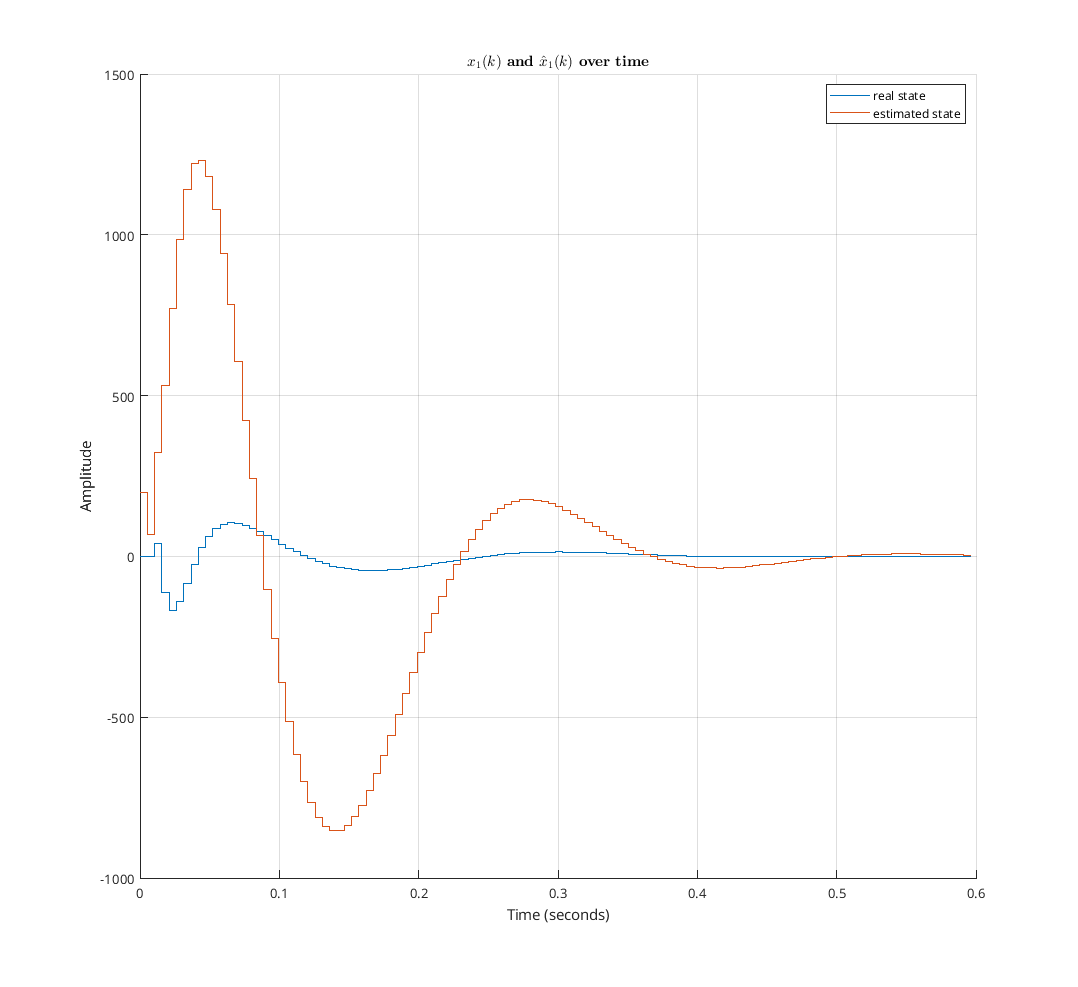 x₁(k) and x̂₁(k) over time
real state
estimated state
1500
1000
500
0
-500
-1000
Amplitude
0 0.1 0.2 0.3 0.4 0.5 0.6
Time (seconds)